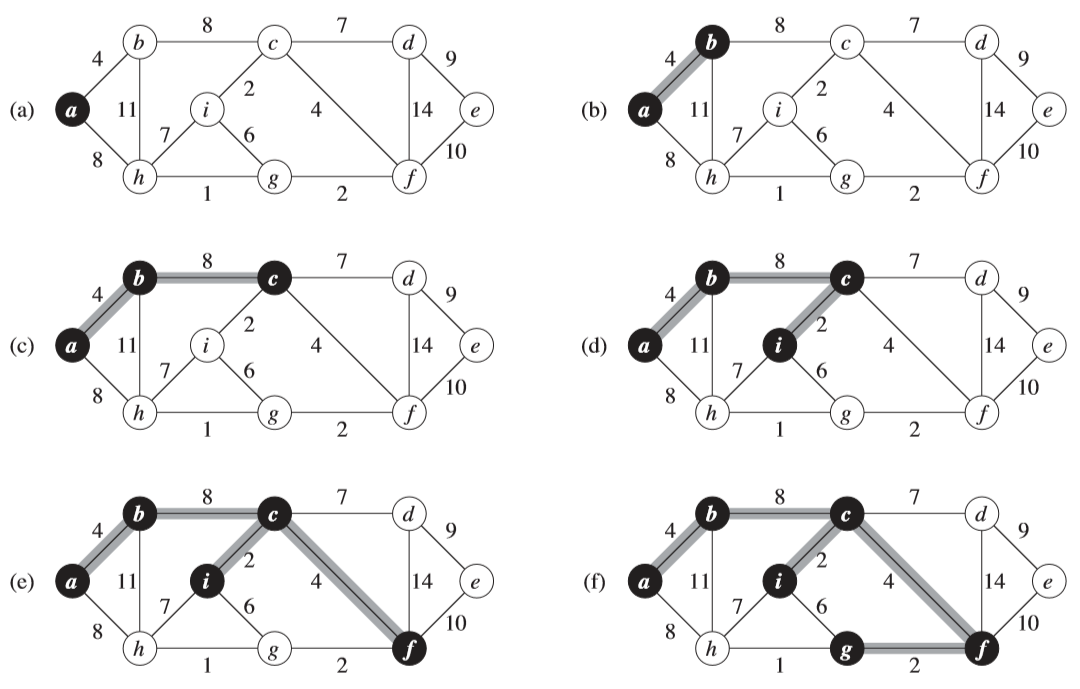 8 7
b c d
4 9
2
(a) a 11 i 4 14 e
7 6
8 10
h g f
1 2
8 7
b c d
4 9
2
(b) a 11 i 4 14 e
7 6
8 10
h g f
1 2
8 7
b c d
4 9
2
(c) a 11 i 4 14 e
7 6
8 10
h g f
1 2
8 7
b c d
4 9
2
(d) a 11 i 4 14 e
7 6
8 10
h g f
1 2
8 7
b c d
4 9
2
(e) a 11 i 4 14 e
7 6
8 10
h g f
1 2
8 7
b c d
4 9
2
(f) a 11 i 4 14 e
7 6
8 10
h g f
1 2